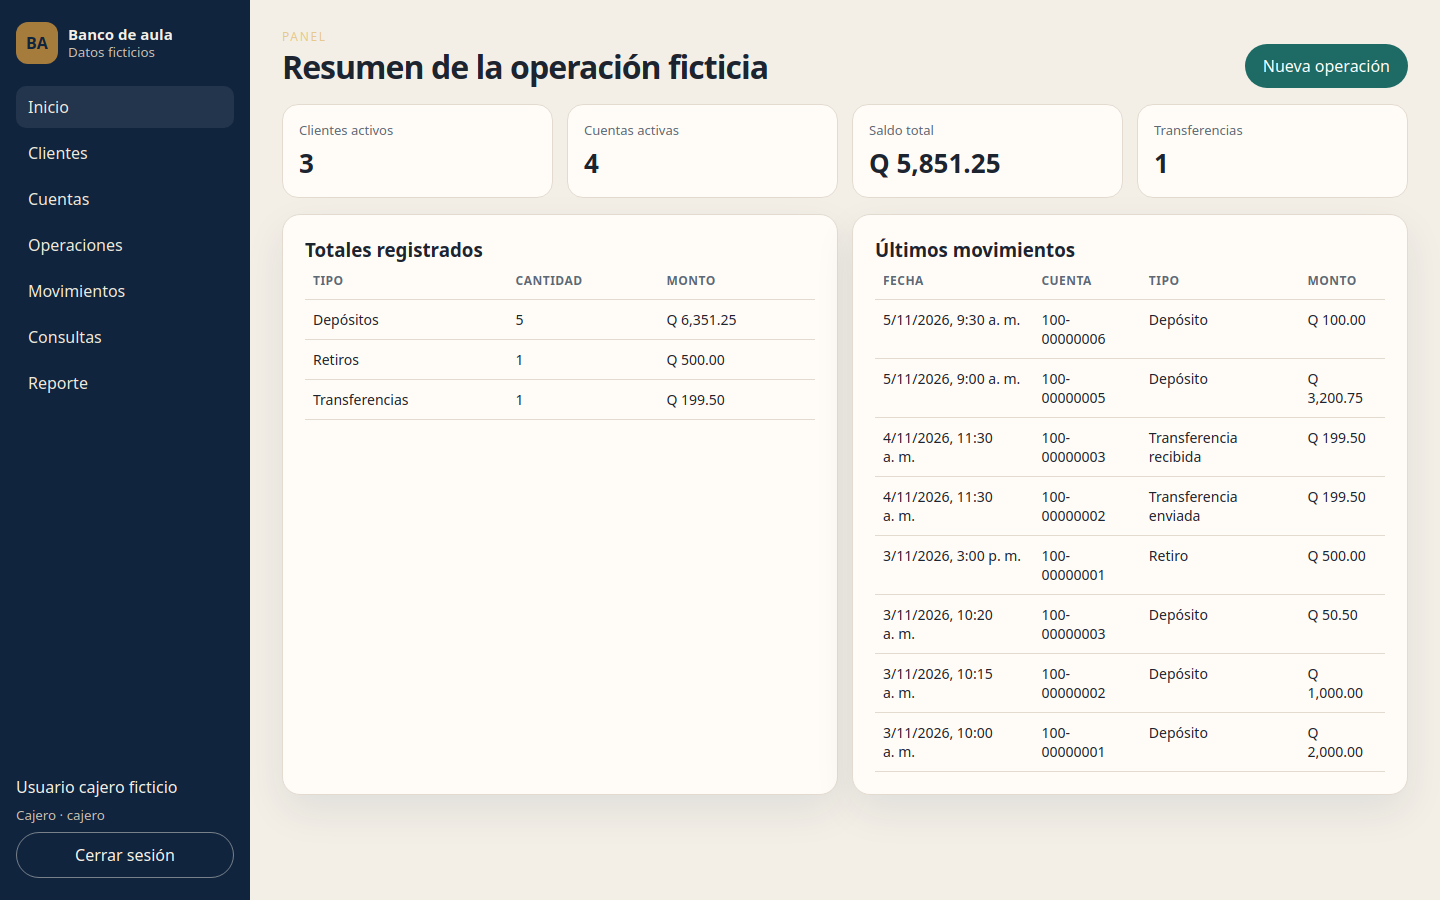 BA
Banco de aula
Datos ficticios
Inicio
Clientes
Cuentas
Operaciones
Movimientos
Consultas
Reporte
Usuario cajero ficticio
Cajero · cajero
Cerrar sesión
PANEL
Resumen de la operación ficticia
Nueva operación
Clientes activos
3
Cuentas activas
4
Saldo total
Q 5,851.25
Transferencias
1
Totales registrados
TIPO CANTIDAD MONTO
Depósitos 5 Q 6,351.25
Retiros 1 Q 500.00
Transferencias 1 Q 199.50
Últimos movimientos
FECHA CUENTA TIPO MONTO
5/11/2026, 9:30 a. m. 100- Depósito Q 100.00
00000006
5/11/2026, 9:00 a. m. 100- Depósito Q
00000005 3,200.75
4/11/2026, 11:30 100- Transferencia Q 199.50
a. m. 00000003 recibida
4/11/2026, 11:30 100- Transferencia Q 199.50
a. m. 00000002 enviada
3/11/2026, 3:00 p. m. 100- Retiro Q 500.00
00000001
3/11/2026, 10:20 100- Depósito Q 50.50
a. m. 00000003
3/11/2026, 10:15 100- Depósito Q
a. m. 00000002 1,000.00
3/11/2026, 10:00 100- Depósito Q
a. m. 00000001 2,000.00